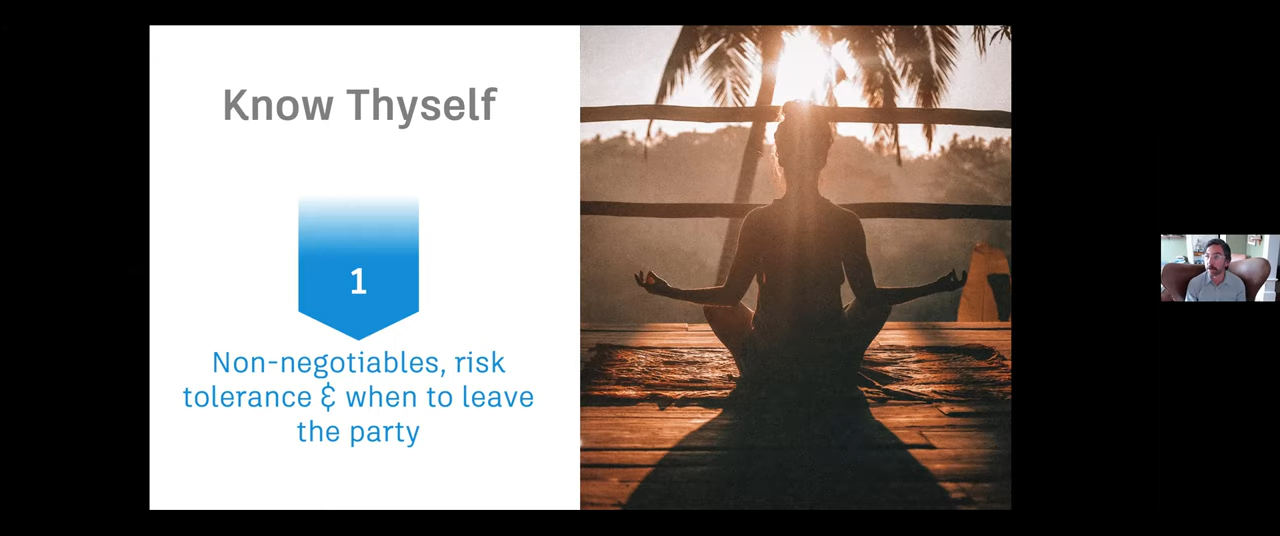 Know Thyself
1
Non-negotiables, risk
tolerance & when to leave
the party